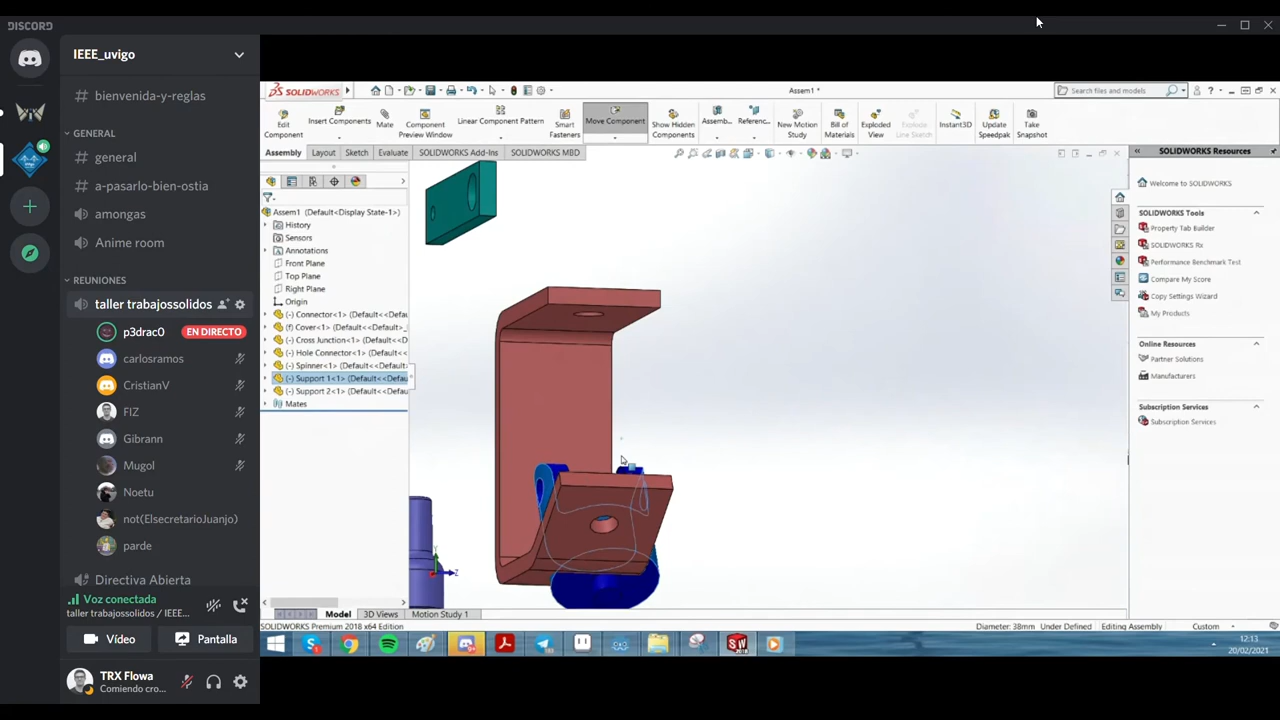 DISCORD
IEEE_uvigo
bienvenida-y-reglas
GENERAL
general
a-pasarlo-bien-ostia
amongas
Anime room
REUNIONES
taller trabajossolidos
p3drac0 EN DIRECTO
carlosramos
CristianV
FIZ
Gibrann
Mugol
Noetu
not(ElsecretarioJuanjo)
parde
Directiva Abierta
Voz conectada
taller trabajossolidos / IEEE...
Vídeo
Pantalla
TRX Flowa
Comiendo cro...
SOLIDWORKS
Assem1 *
Search files and models
Edit Component
Insert Components
Mate
Component Preview Window
Linear Component Pattern
Smart Fasteners
Move Component
Show Hidden Components
Assemb...
Referenc...
New Motion Study
Bill of Materials
Exploded View
Explode Line Sketch
Instant3D
Update Speedpak
Take Snapshot
Assembly Layout Sketch Evaluate SOLIDWORKS Add-Ins SOLIDWORKS MBD
Assem1 (Default<Display State-1>)
History
Sensors
Annotations
Front Plane
Top Plane
Right Plane
Origin
(-) Connector<1> (Default<<Defau
(f) Cover<1> (Default<<Default>_
(-) Cross Junction<1> (Default<<
(-) Hole Connector<1> (Default<<
(-) Spinner<1> (Default<<Default
(-) Support 1<1> (Default<<Defau
(-) Support 2<1> (Default<<Defau
Mates
Y
Z
SOLIDWORKS Resources
Welcome to SOLIDWORKS
SOLIDWORKS Tools
Property Tab Builder
SOLIDWORKS Rx
Performance Benchmark Test
Compare My Score
Copy Settings Wizard
My Products
Online Resources
Partner Solutions
Manufacturers
Subscription Services
Subscription Services
Model 3D Views Motion Study 1
SOLIDWORKS Premium 2018 x64 Edition
Diameter: 38mm Under Defined Editing Assembly Custom
12:13
20/02/2021